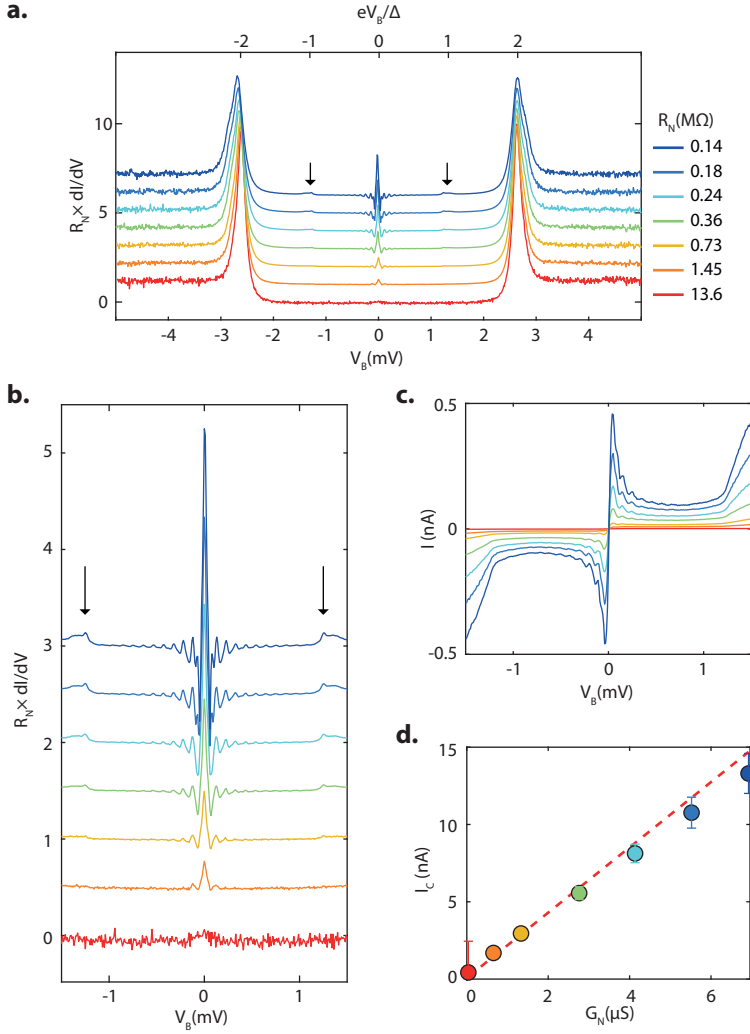 a.
eV_B/Δ
-2 -1 0 1 2
R_N × dI/dV
10
5
0
-4 -3 -2 -1 0 1 2 3 4
V_B(mV)
R_N(MΩ)
0.14
0.18
0.24
0.36
0.73
1.45
13.6
b.
R_N × dI/dV
5
4
3
2
1
0
-1 0 1
V_B(mV)
c.
I (nA)
0.5
0
-0.5
-1 0 1
V_B(mV)
d.
I_C (nA)
15
10
5
0
0 2 4 6
G_N(μS)